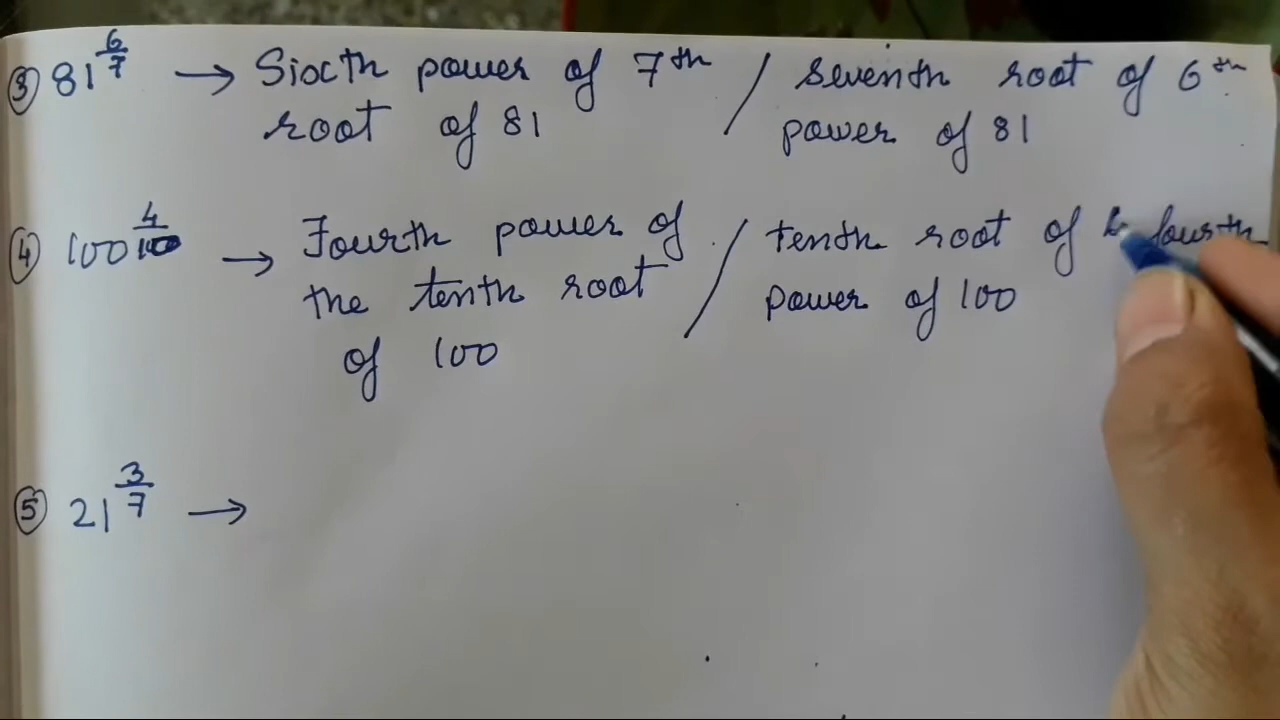 ③ 81^(6/7) → Sixth power of 7th / Seventh root of 6th
root of 81 power of 81
④ 100^(4/10) → Fourth power of / tenth root of fourth
the tenth root power of 100
of 100
⑤ 21^(3/7) →